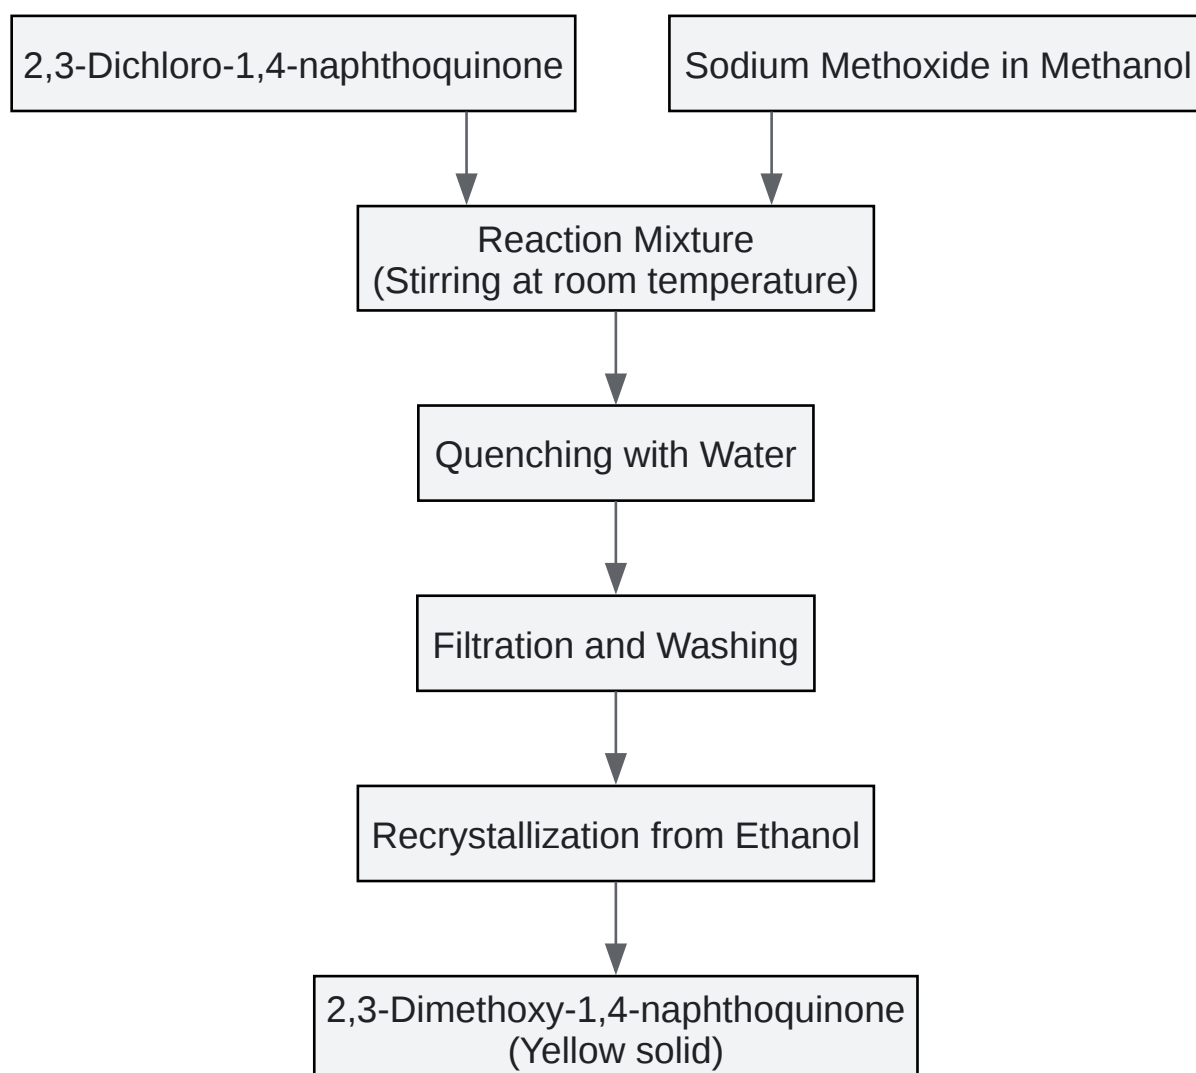 2,3-Dichloro-1,4-naphthoquinone
Sodium Methoxide in Methanol
Reaction Mixture
(Stirring at room temperature)
Quenching with Water
Filtration and Washing
Recrystallization from Ethanol
2,3-Dimethoxy-1,4-naphthoquinone
(Yellow solid)